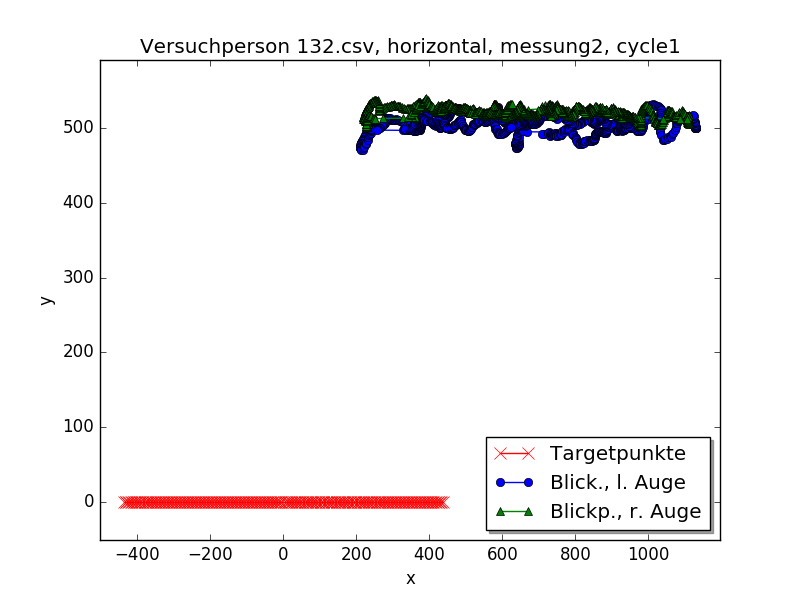 Versuchperson 132.csv, horizontal, messung2, cycle1
y
500
400
300
200
100
0
Targetpunkte
Blick., l. Auge
Blickp., r. Auge
−400 −200 0 200 400 600 800 1000
x